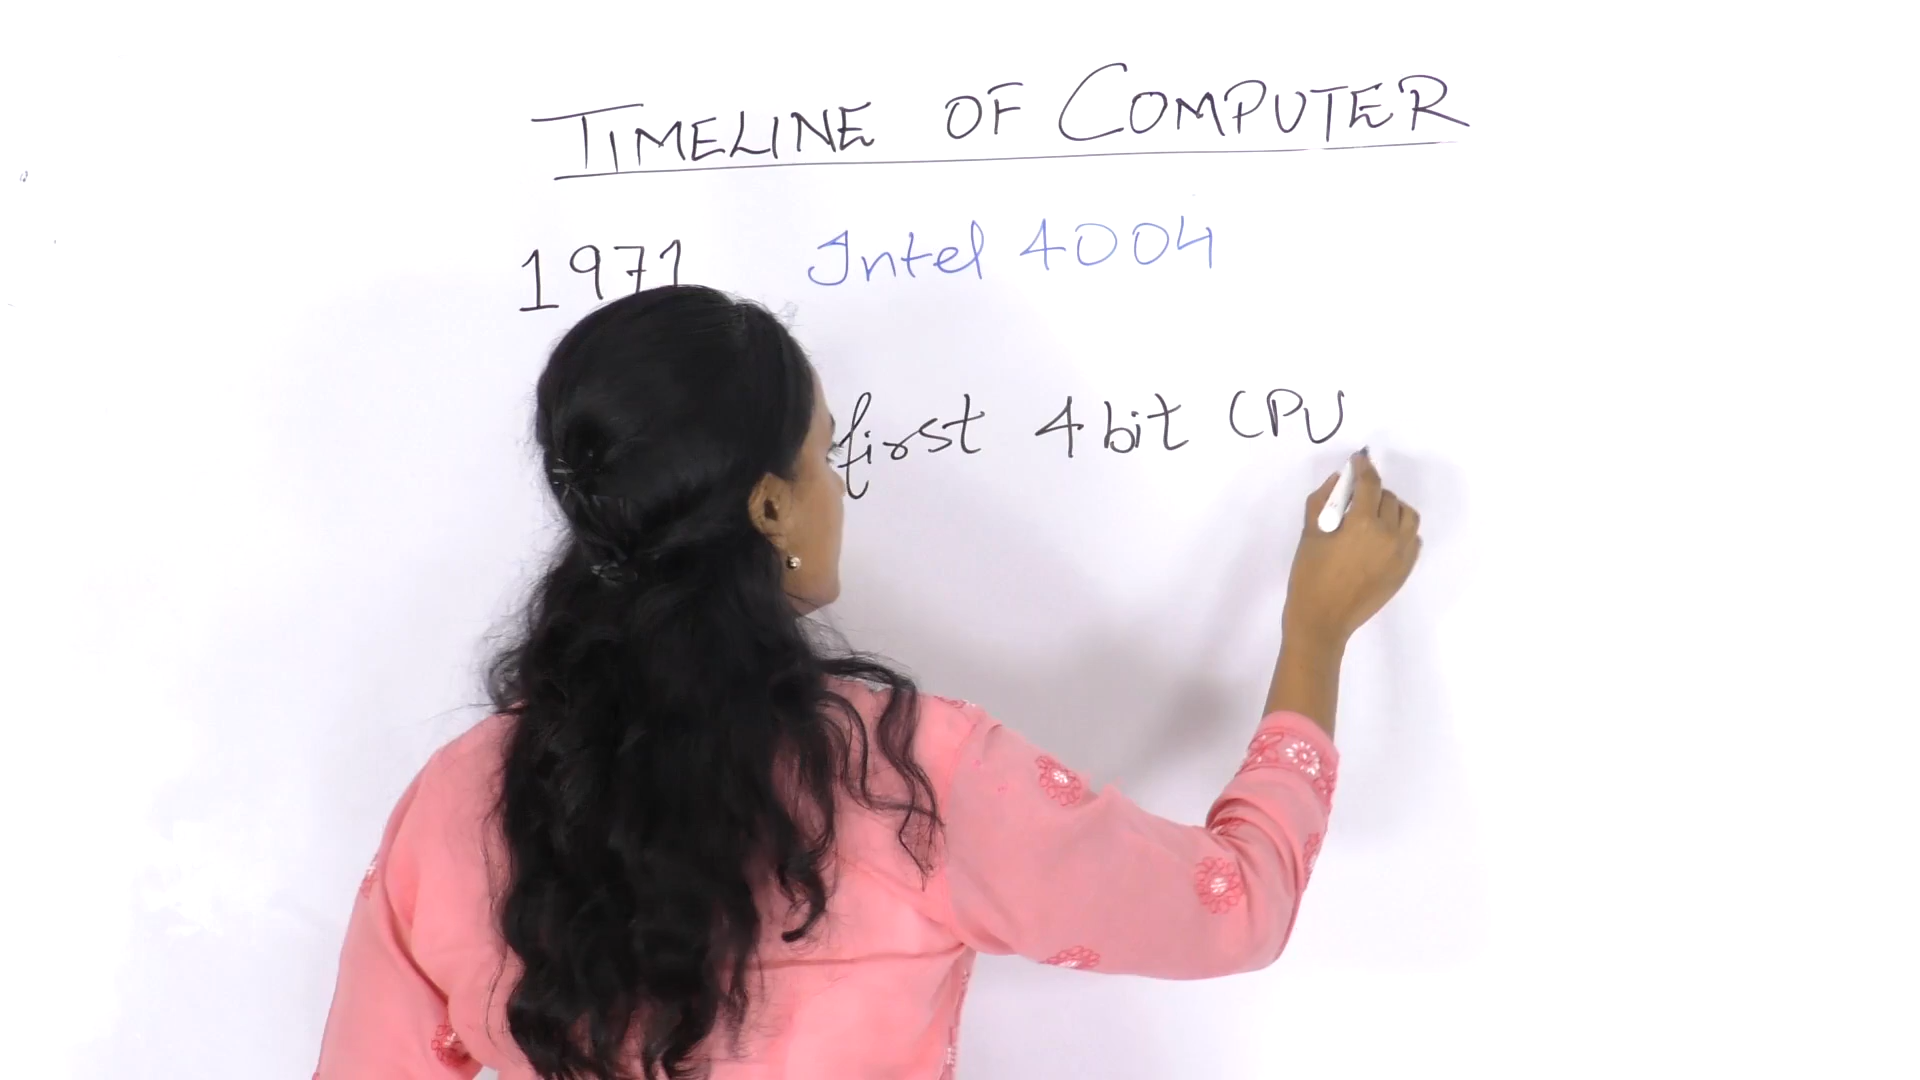 TIMELINE OF COMPUTER
1971 Intel 4004
first 4 bit CPU